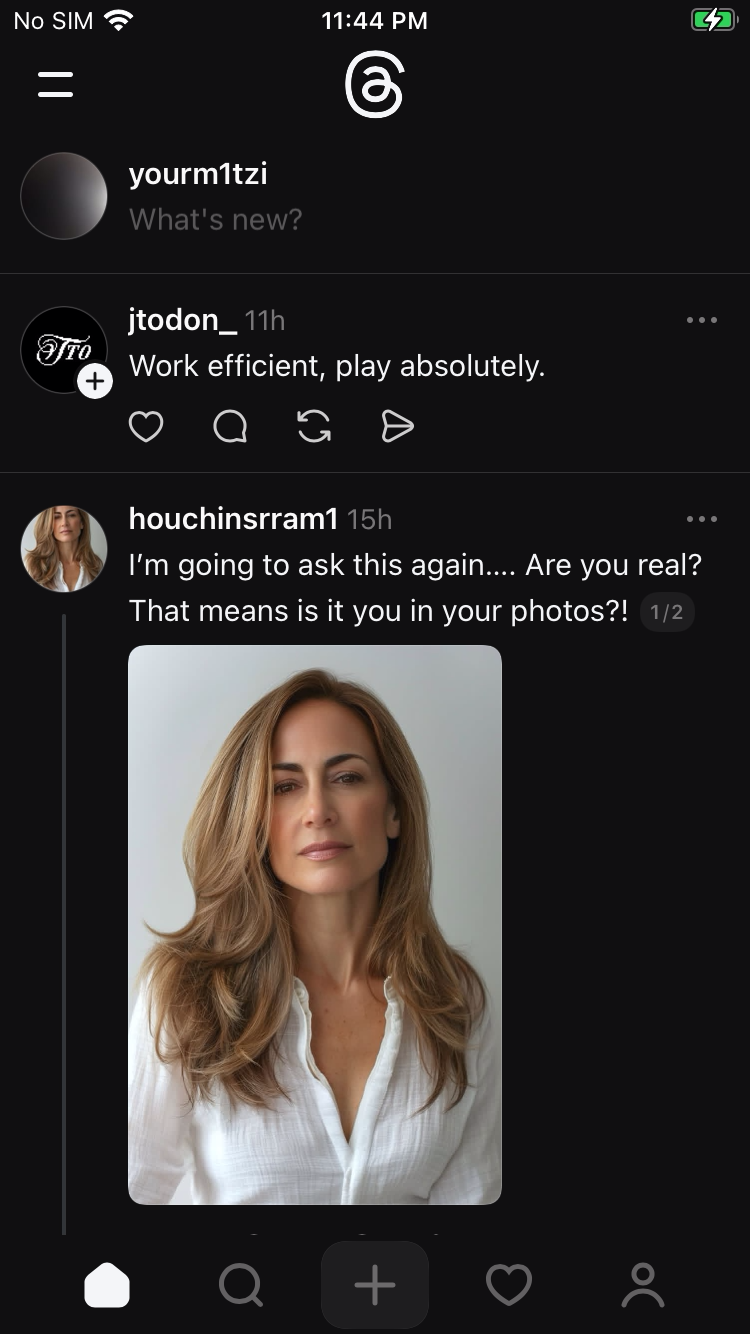 No SIM 11:44 PM
yourm1tzi
What's new?
jtodon_ 11h
JTO
Work efficient, play absolutely.
houchinsrram1 15h
I’m going to ask this again…. Are you real?
That means is it you in your photos?! 1/2